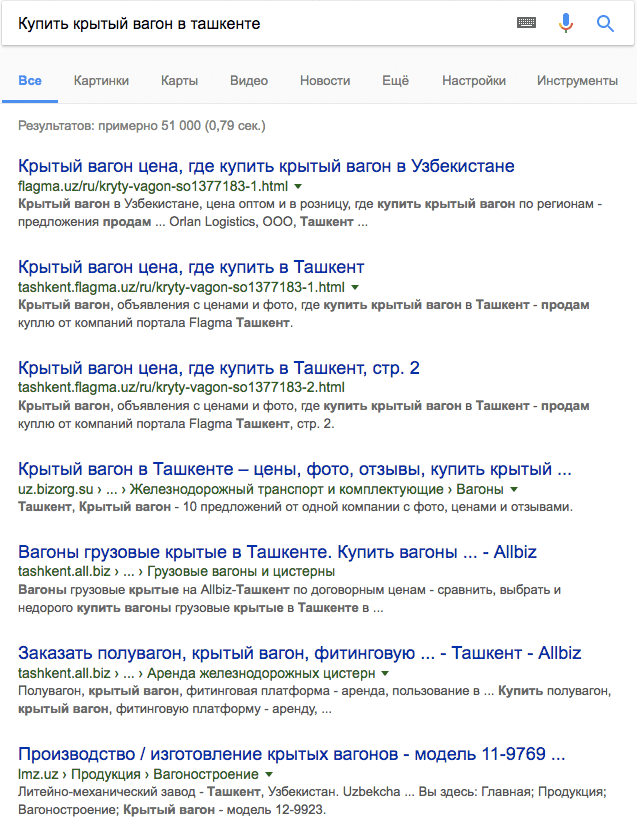 Купить крытый вагон в ташкенте
Все Картинки Карты Видео Новости Ещё Настройки Инструменты
Результатов: примерно 51 000 (0,79 сек.)
Крытый вагон цена, где купить крытый вагон в Узбекистане
flagma.uz/ru/kryty-vagon-so1377183-1.html
Крытый вагон в Узбекистане, цена оптом и в розницу, где купить крытый вагон по регионам -
предложения продам ... Orlan Logistics, ООО, Ташкент ...
Крытый вагон цена, где купить в Ташкент
tashkent.flagma.uz/ru/kryty-vagon-so1377183-1.html
Крытый вагон, объявления с ценами и фото, где купить крытый вагон в Ташкент - продам
куплю от компаний портала Flagma Ташкент.
Крытый вагон цена, где купить в Ташкент, стр. 2
tashkent.flagma.uz/ru/kryty-vagon-so1377183-2.html
Крытый вагон, объявления с ценами и фото, где купить крытый вагон в Ташкент - продам
куплю от компаний портала Flagma Ташкент, стр. 2.
Крытый вагон в Ташкенте – цены, фото, отзывы, купить крытый ...
uz.bizorg.su › ... › Железнодорожный транспорт и комплектующие › Вагоны
Ташкент, Крытый вагон - 10 предложений от одной компании с фото, ценами и отзывами.
Вагоны грузовые крытые в Ташкенте. Купить вагоны ... - Allbiz
tashkent.all.biz › ... › Грузовые вагоны и цистерны
Вагоны грузовые крытые на Allbiz-Ташкент по договорным ценам - сравнить, выбрать и
недорого купить вагоны грузовые крытые в Ташкенте в ...
Заказать полувагон, крытый вагон, фитинговую ... - Ташкент - Allbiz
tashkent.all.biz › ... › Аренда железнодорожных цистерн
Полувагон, крытый вагон, фитинговая платформа - аренда, пользование в ... Купить полувагон,
крытый вагон, фитинговую платформу - аренду, ...
Производство / изготовление крытых вагонов - модель 11-9769 ...
lmz.uz › Продукция › Вагоностроение
Литейно-механический завод - Ташкент, Узбекистан. Uzbekcha ... Вы здесь: Главная; Продукция;
Вагоностроение; Крытый вагон - модель 12-9923.